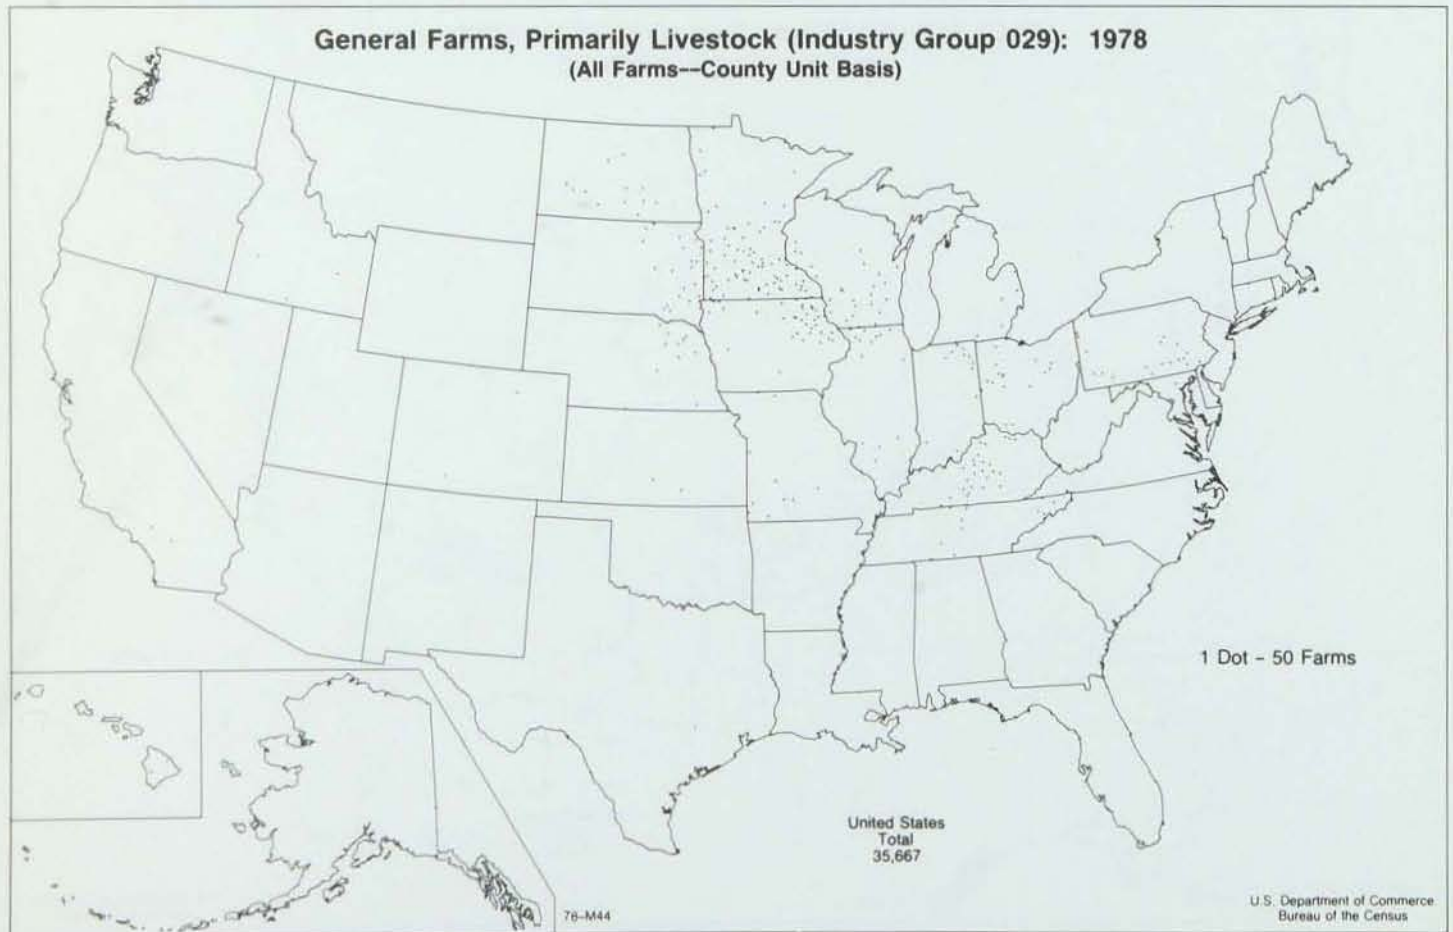 General Farms, Primarily Livestock (Industry Group 029): 1978
(All Farms--County Unit Basis)
1 Dot - 50 Farms
United States
Total
35,667
78-M44
U.S. Department of Commerce
Bureau of the Census